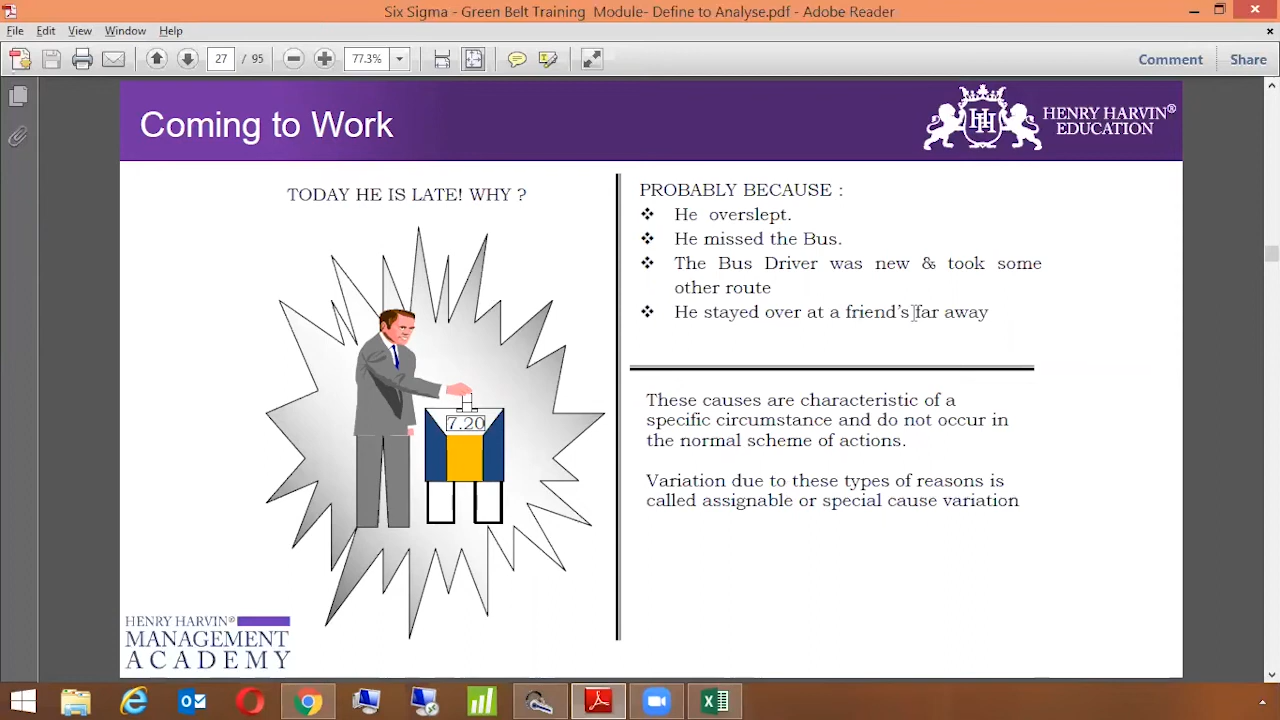 Six Sigma - Green Belt Training Module- Define to Analyse.pdf - Adobe Reader
File Edit View Window Help
27 / 95 77.3% Comment Share
Coming to Work
HENRY HARVIN®
EDUCATION
TODAY HE IS LATE! WHY ?
7.20
PROBABLY BECAUSE :
He overslept.
He missed the Bus.
The Bus Driver was new & took some
other route
He stayed over at a friend's far away
These causes are characteristic of a
specific circumstance and do not occur in
the normal scheme of actions.
Variation due to these types of reasons is
called assignable or special cause variation
HENRY HARVIN®
MANAGEMENT
ACADEMY